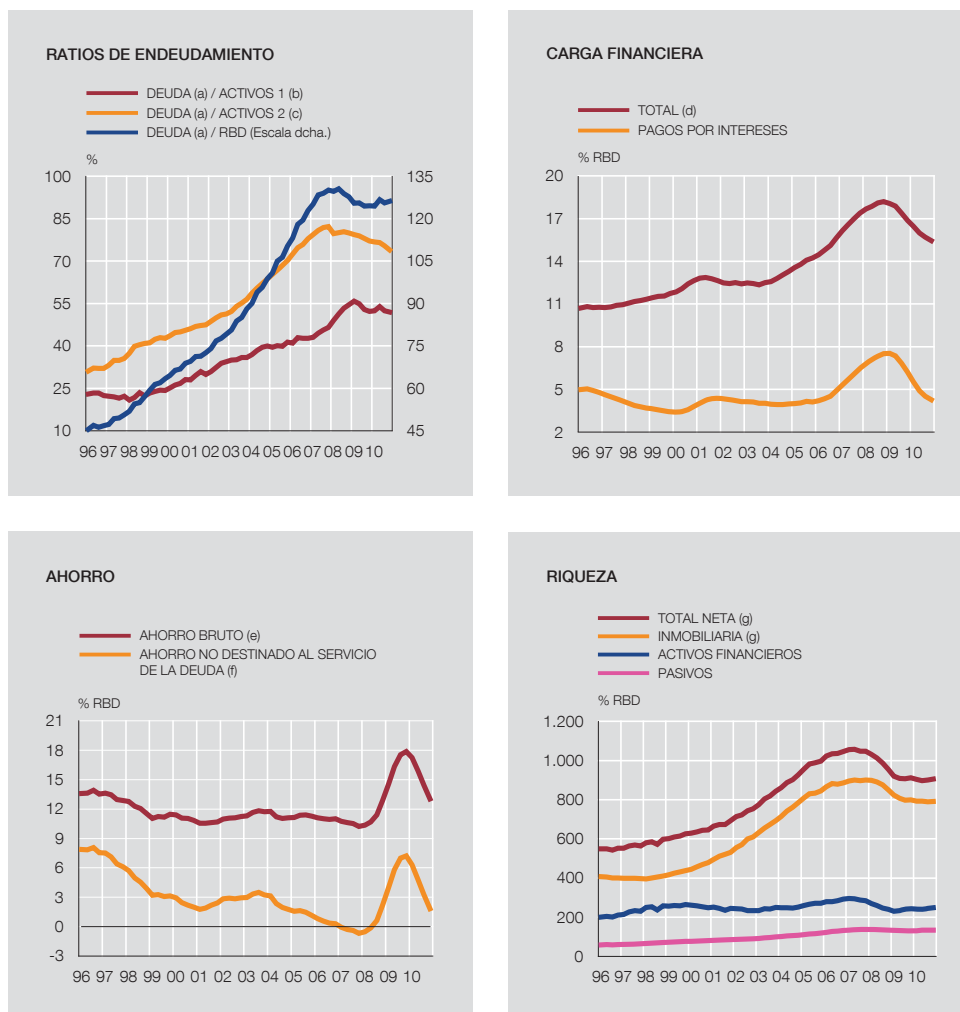 RATIOS DE ENDEUDAMIENTO
DEUDA (a) / ACTIVOS 1 (b)
DEUDA (a) / ACTIVOS 2 (c)
DEUDA (a) / RBD (Escala dcha.)
%
100 135
85 120
70 105
55 90
40 75
25 60
10 45
96 97 98 99 00 01 02 03 04 05 06 07 08 09 10
CARGA FINANCIERA
TOTAL (d)
PAGOS POR INTERESES
% RBD
20
17
14
11
8
5
2
96 97 98 99 00 01 02 03 04 05 06 07 08 09 10
AHORRO
AHORRO BRUTO (e)
AHORRO NO DESTINADO AL SERVICIO
DE LA DEUDA (f)
% RBD
21
18
15
12
9
6
3
0
-3
96 97 98 99 00 01 02 03 04 05 06 07 08 09 10
RIQUEZA
TOTAL NETA (g)
INMOBILIARIA (g)
ACTIVOS FINANCIEROS
PASIVOS
% RBD
1.200
1.000
800
600
400
200
0
96 97 98 99 00 01 02 03 04 05 06 07 08 09 10